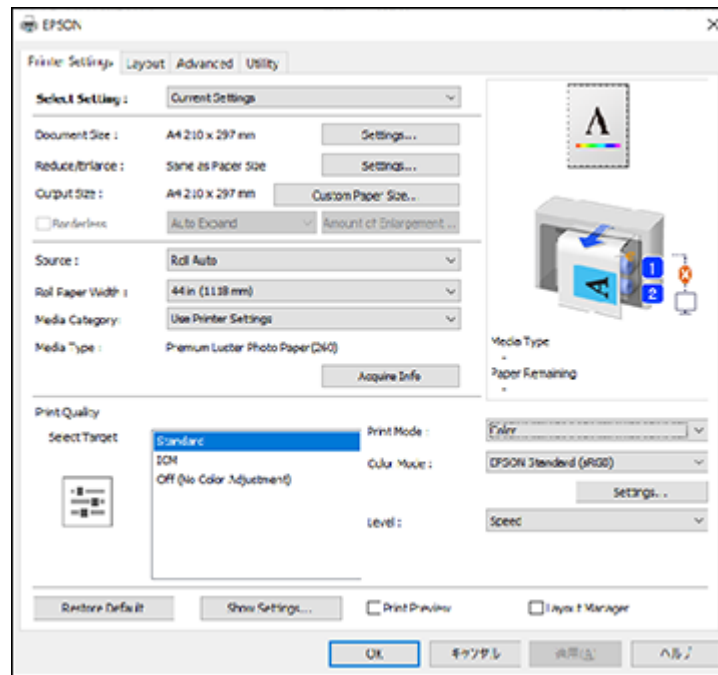 EPSON
Printer Settings Layout Advanced Utility
Select Setting : Current Settings
Document Size : A4 210 x 297 mm Settings...
Reduce/Enlarge : Same as Paper Size Settings...
Output Size : A4 210 x 297 mm Custom Paper Size...
Borderless Auto Expand Amount of Enlargement ...
Source : Roll Auto
Roll Paper Width : 44 in (1118 mm)
Media Category: Use Printer Settings
Media Type : Premium Luster Photo Paper(260)
Acquire Info
A
1
A
2
Media Type
-
Paper Remaining
-
Print Quality
Select Target Standard
ICM
Off (No Color Adjustment)
Print Mode : Color
Color Mode : EPSON Standard (sRGB)
Settings...
Level : Speed
Restore Default Show Settings... Print Preview Layout Manager
OK キャンセル 適用(A) ヘルプ